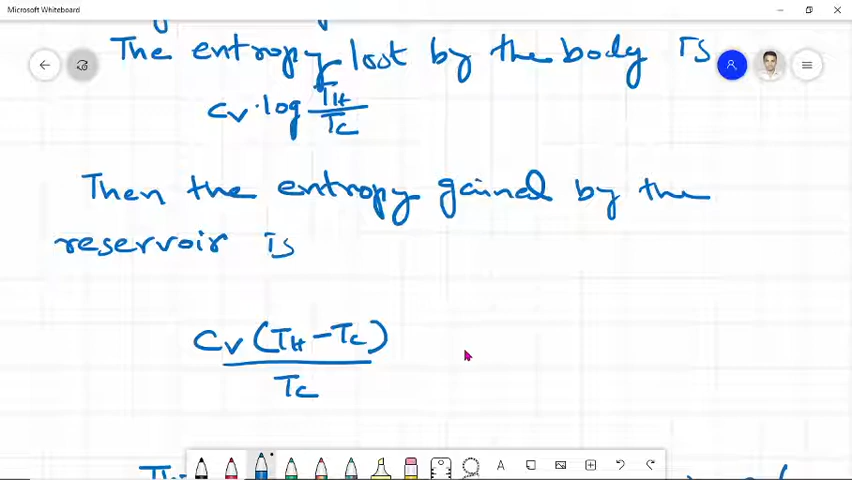 Microsoft Whiteboard
The entropy lost by the body is
Cv · log TH/TC
Then the entropy gained by the
reservoir is
Cv (TH - TC)
TC